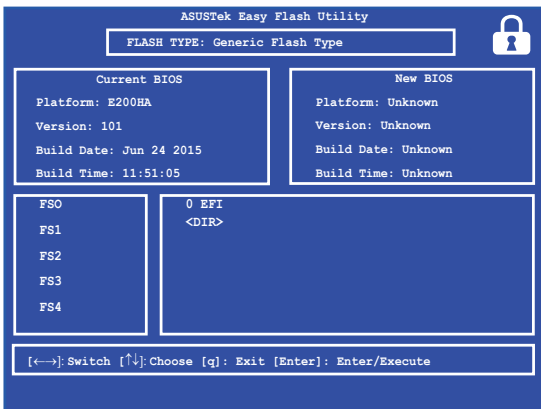 ASUSTek Easy Flash Utility
FLASH TYPE: Generic Flash Type
Current BIOS
Platform: E200HA
Version: 101
Build Date: Jun 24 2015
Build Time: 11:51:05
New BIOS
Platform: Unknown
Version: Unknown
Build Date: Unknown
Build Time: Unknown
FSO
FS1
FS2
FS3
FS4
0 EFI
<DIR>
[←→]: Switch [↑↓]: Choose [q]: Exit [Enter]: Enter/Execute